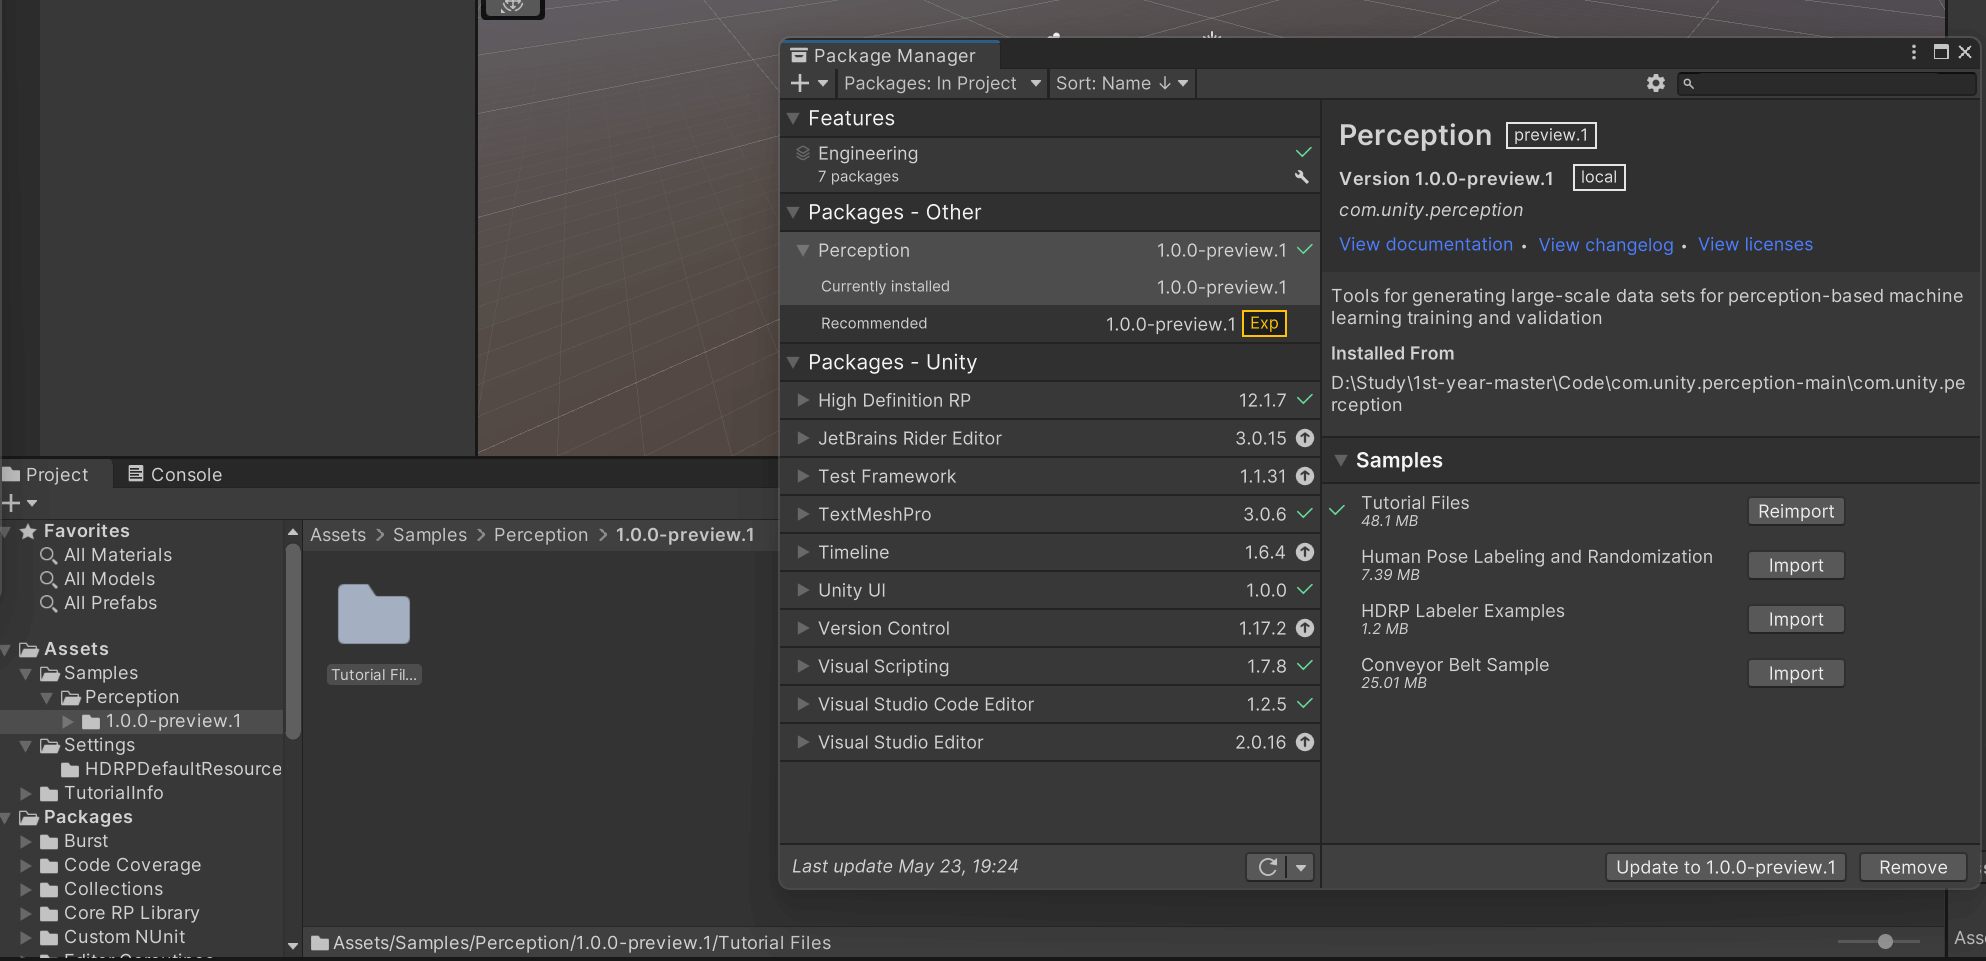 Package Manager
Packages: In Project
Sort: Name ↓
Features
Engineering
7 packages
Packages - Other
Perception 1.0.0-preview.1
Currently installed 1.0.0-preview.1
Recommended 1.0.0-preview.1 Exp
Packages - Unity
High Definition RP 12.1.7
JetBrains Rider Editor 3.0.15
Test Framework 1.1.31
TextMeshPro 3.0.6
Timeline 1.6.4
Unity UI 1.0.0
Version Control 1.17.2
Visual Scripting 1.7.8
Visual Studio Code Editor 1.2.5
Visual Studio Editor 2.0.16
Last update May 23, 19:24
Perception preview.1
Version 1.0.0-preview.1 local
com.unity.perception
View documentation • View changelog • View licenses
Tools for generating large-scale data sets for perception-based machine
learning training and validation
Installed From
D:\Study\1st-year-master\Code\com.unity.perception-main\com.unity.pe
rception
Samples
Tutorial Files
48.1 MB
Reimport
Human Pose Labeling and Randomization
7.39 MB
Import
HDRP Labeler Examples
1.2 MB
Import
Conveyor Belt Sample
25.01 MB
Import
Update to 1.0.0-preview.1
Remove
Project
Console
Favorites
All Materials
All Models
All Prefabs
Assets
Samples
Perception
1.0.0-preview.1
Settings
HDRPDefaultResource
TutorialInfo
Packages
Burst
Code Coverage
Collections
Core RP Library
Custom NUnit
Assets > Samples > Perception > 1.0.0-preview.1
Tutorial Fil...
Assets/Samples/Perception/1.0.0-preview.1/Tutorial Files